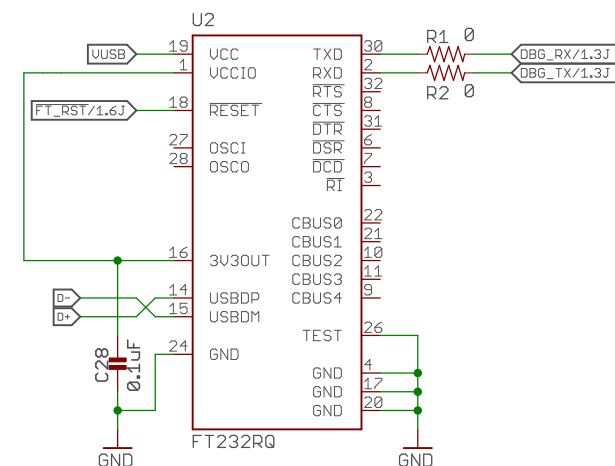 U2
VUSB 19 VCC TXD 30 R1 0 DBG_RX/1.3J
1 VCCIO RXD 2 DBG_TX/1.3J
RTS 32 R2 0
FT_RST/1.6J 18 RESET CTS 8
DTR 31
27 OSCI DSR 6
28 OSCO DCD 7
RI 3
CBUS0 22
CBUS1 21
16 3V3OUT CBUS2 10
CBUS3 11
D- 14 USBDP CBUS4 9
D+ 15 USBDM
TEST 26
24 GND
C28 0.1uF
GND 4
GND 17
GND 20
FT232RQ
GND GND